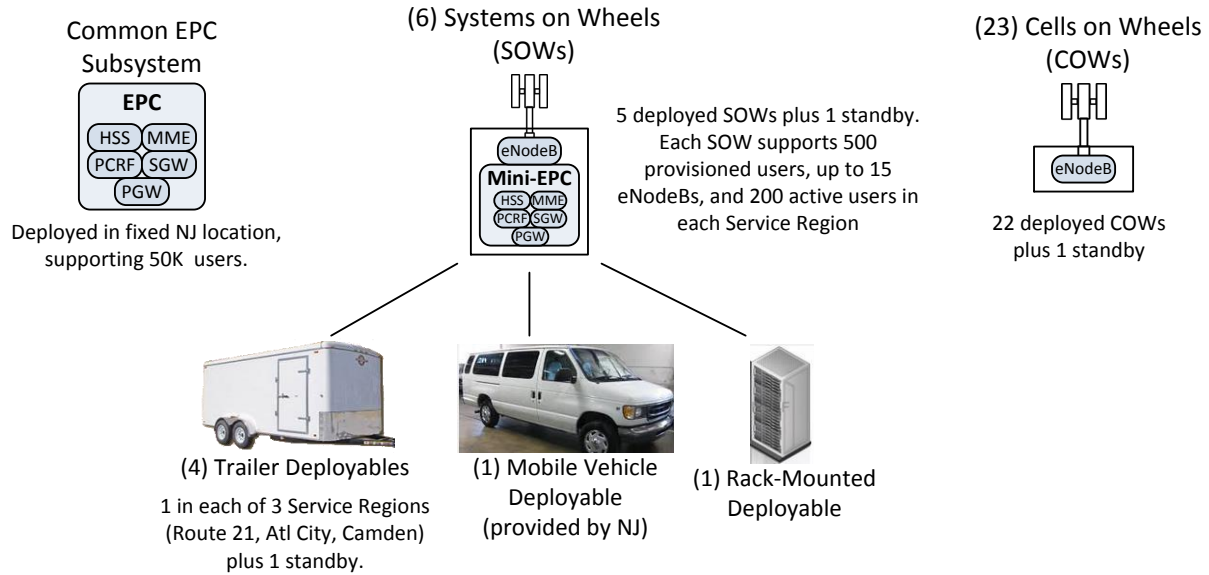 Common EPC
Subsystem
EPC
HSS MME
PCRF SGW
PGW
Deployed in fixed NJ location,
supporting 50K users.
(6) Systems on Wheels
(SOWs)
eNodeB
Mini-EPC
HSS MME
PCRF SGW
PGW
5 deployed SOWs plus 1 standby.
Each SOW supports 500
provisioned users, up to 15
eNodeBs, and 200 active users in
each Service Region
(23) Cells on Wheels
(COWs)
eNodeB
22 deployed COWs
plus 1 standby
(4) Trailer Deployables
1 in each of 3 Service Regions
(Route 21, Atl City, Camden)
plus 1 standby.
(1) Mobile Vehicle
Deployable
(provided by NJ)
(1) Rack-Mounted
Deployable